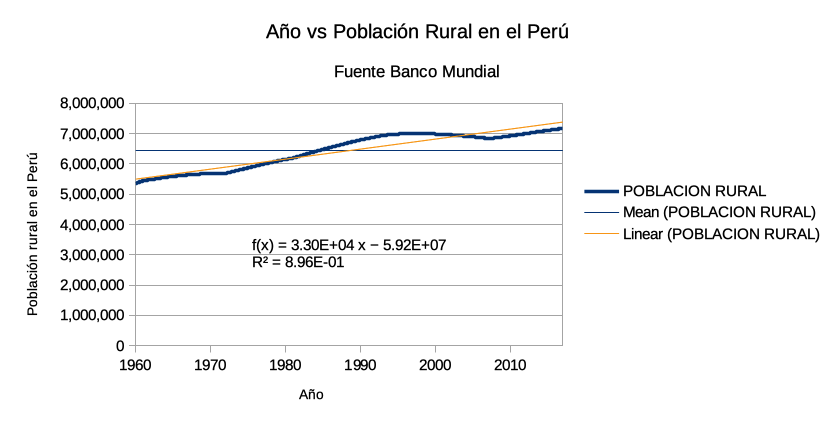 Año vs Población Rural en el Perú
Fuente Banco Mundial
Población rural en el Perú
8,000,000
7,000,000
6,000,000
5,000,000
4,000,000
3,000,000
2,000,000
1,000,000
0
f(x) = 3.30E+04 x − 5.92E+07
R² = 8.96E-01
1960 1970 1980 1990 2000 2010
Año
POBLACION RURAL
Mean (POBLACION RURAL)
Linear (POBLACION RURAL)